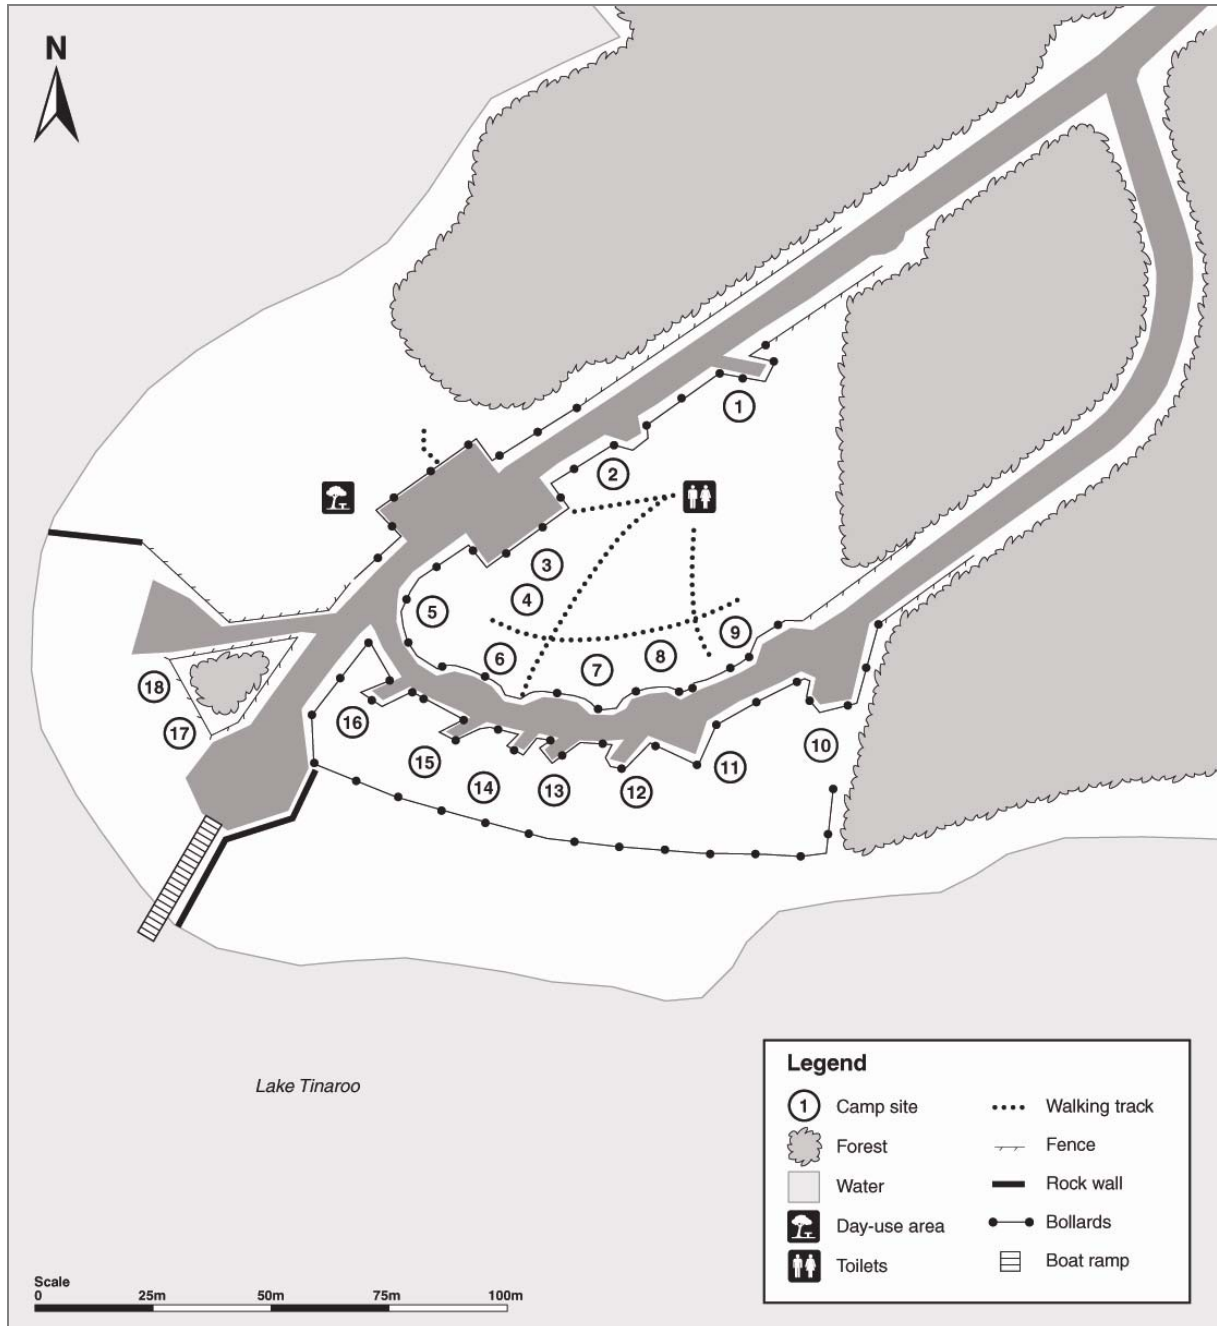 N
1
2
3
4
5
6
7
8
9
10
11
12
13
14
15
16
17
18
Lake Tinaroo
Legend
1 Camp site
Forest
Water
Day-use area
Toilets
Walking track
Fence
Rock wall
Bollards
Boat ramp
Scale
0 25m 50m 75m 100m